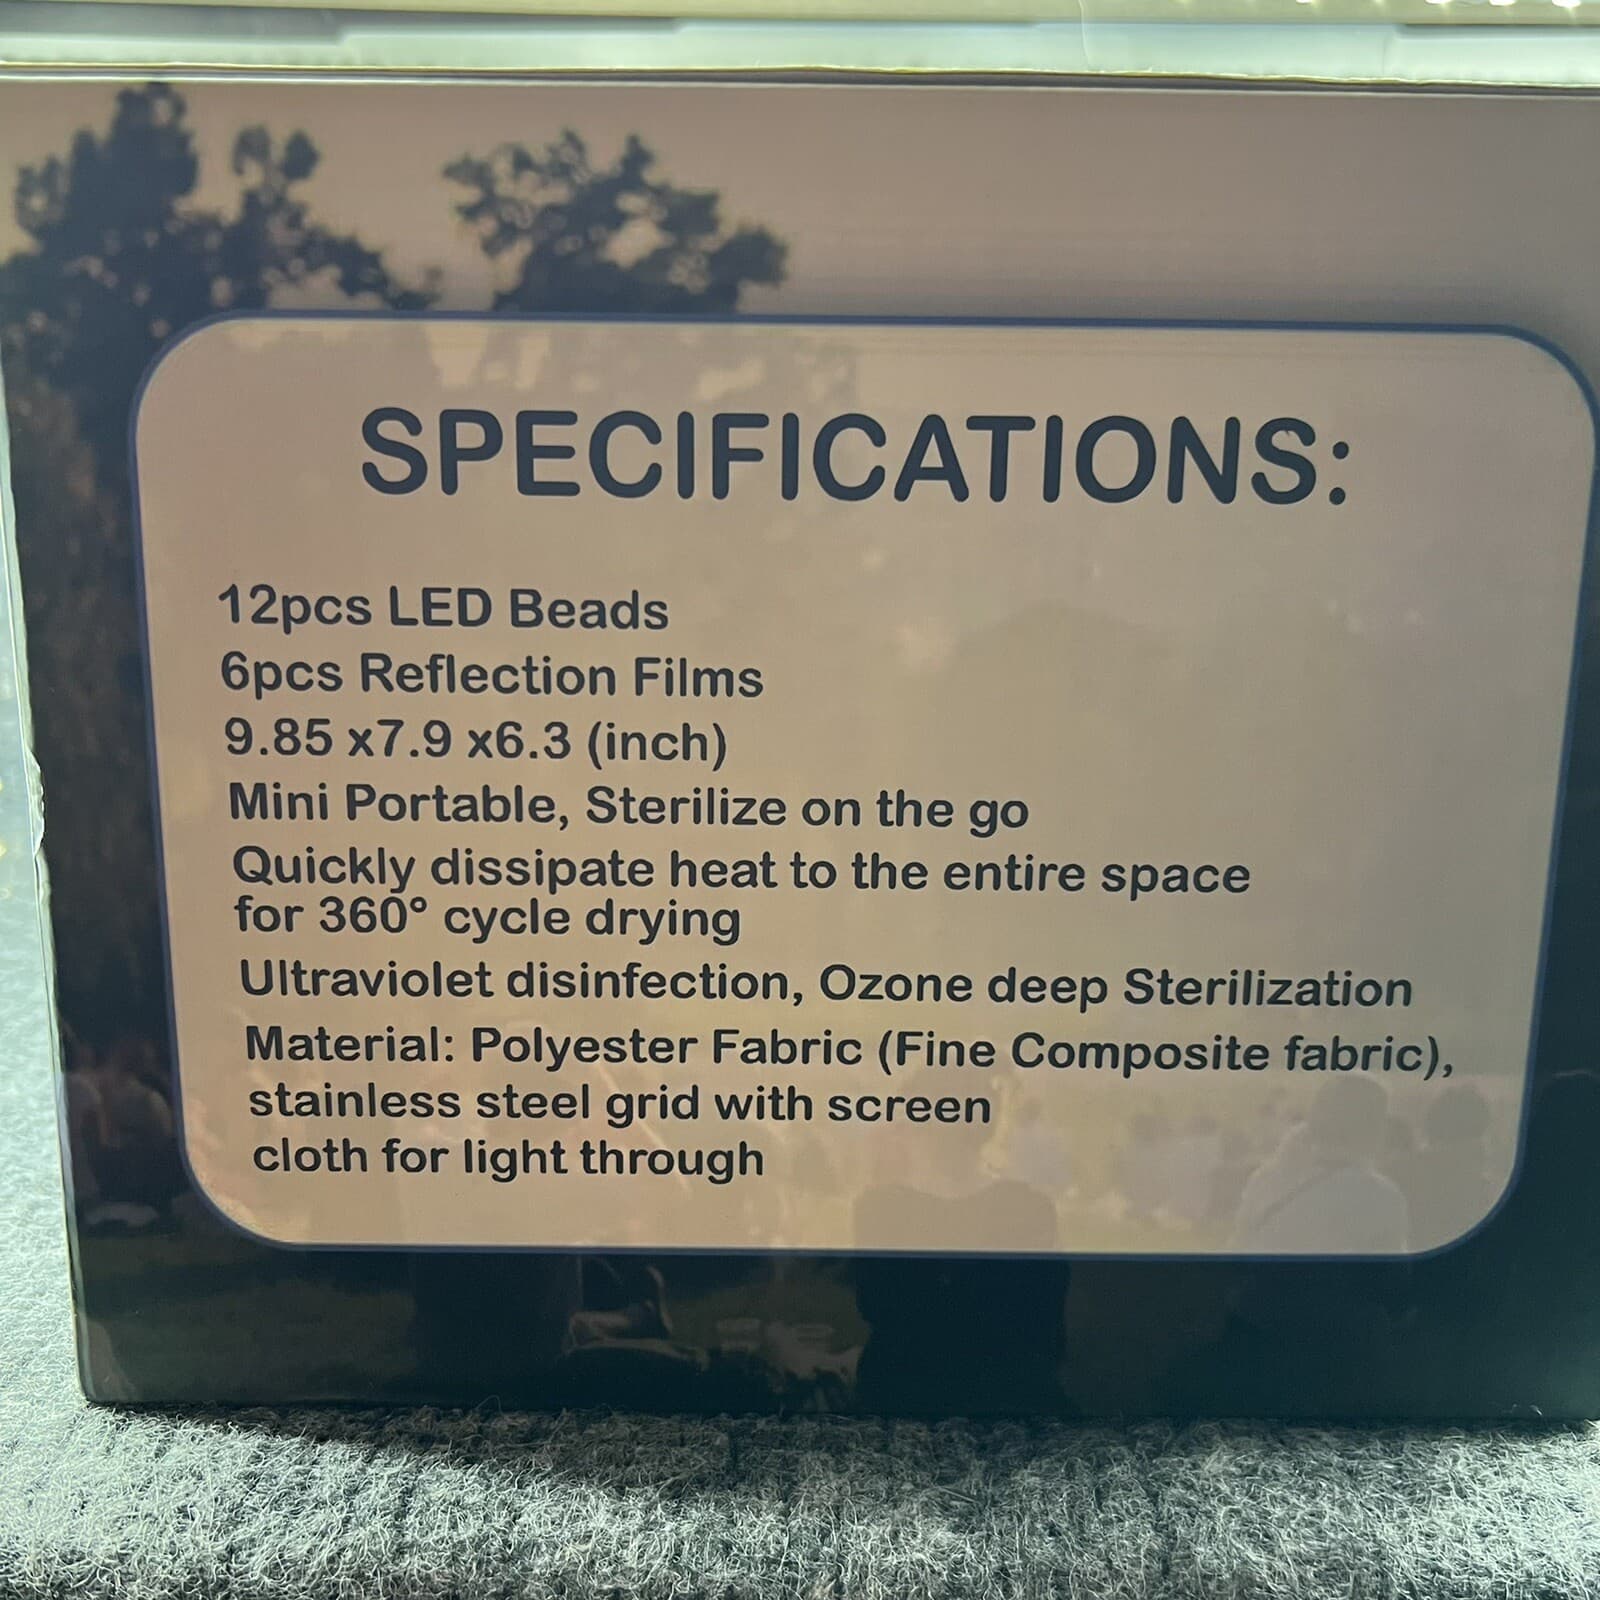 SPECIFICATIONS:
12pcs LED Beads
6pcs Reflection Films
9.85 x7.9 x6.3 (inch)
Mini Portable, Sterilize on the go
Quickly dissipate heat to the entire space
for 360° cycle drying
Ultraviolet disinfection, Ozone deep Sterilization
Material: Polyester Fabric (Fine Composite fabric),
stainless steel grid with screen
cloth for light through